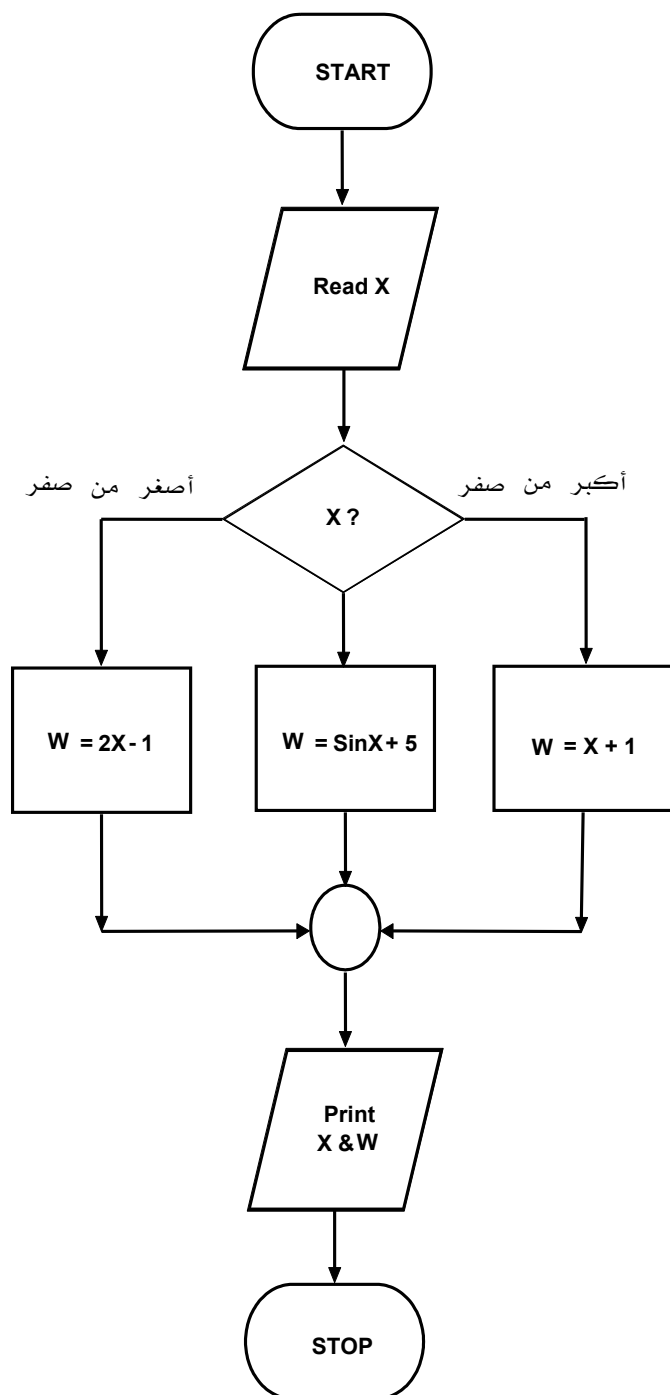 START
Read X
أصغر من صفر
X ?
أكبر من صفر
W = 2X - 1
W = SinX + 5
W = X + 1
Print
X & W
STOP